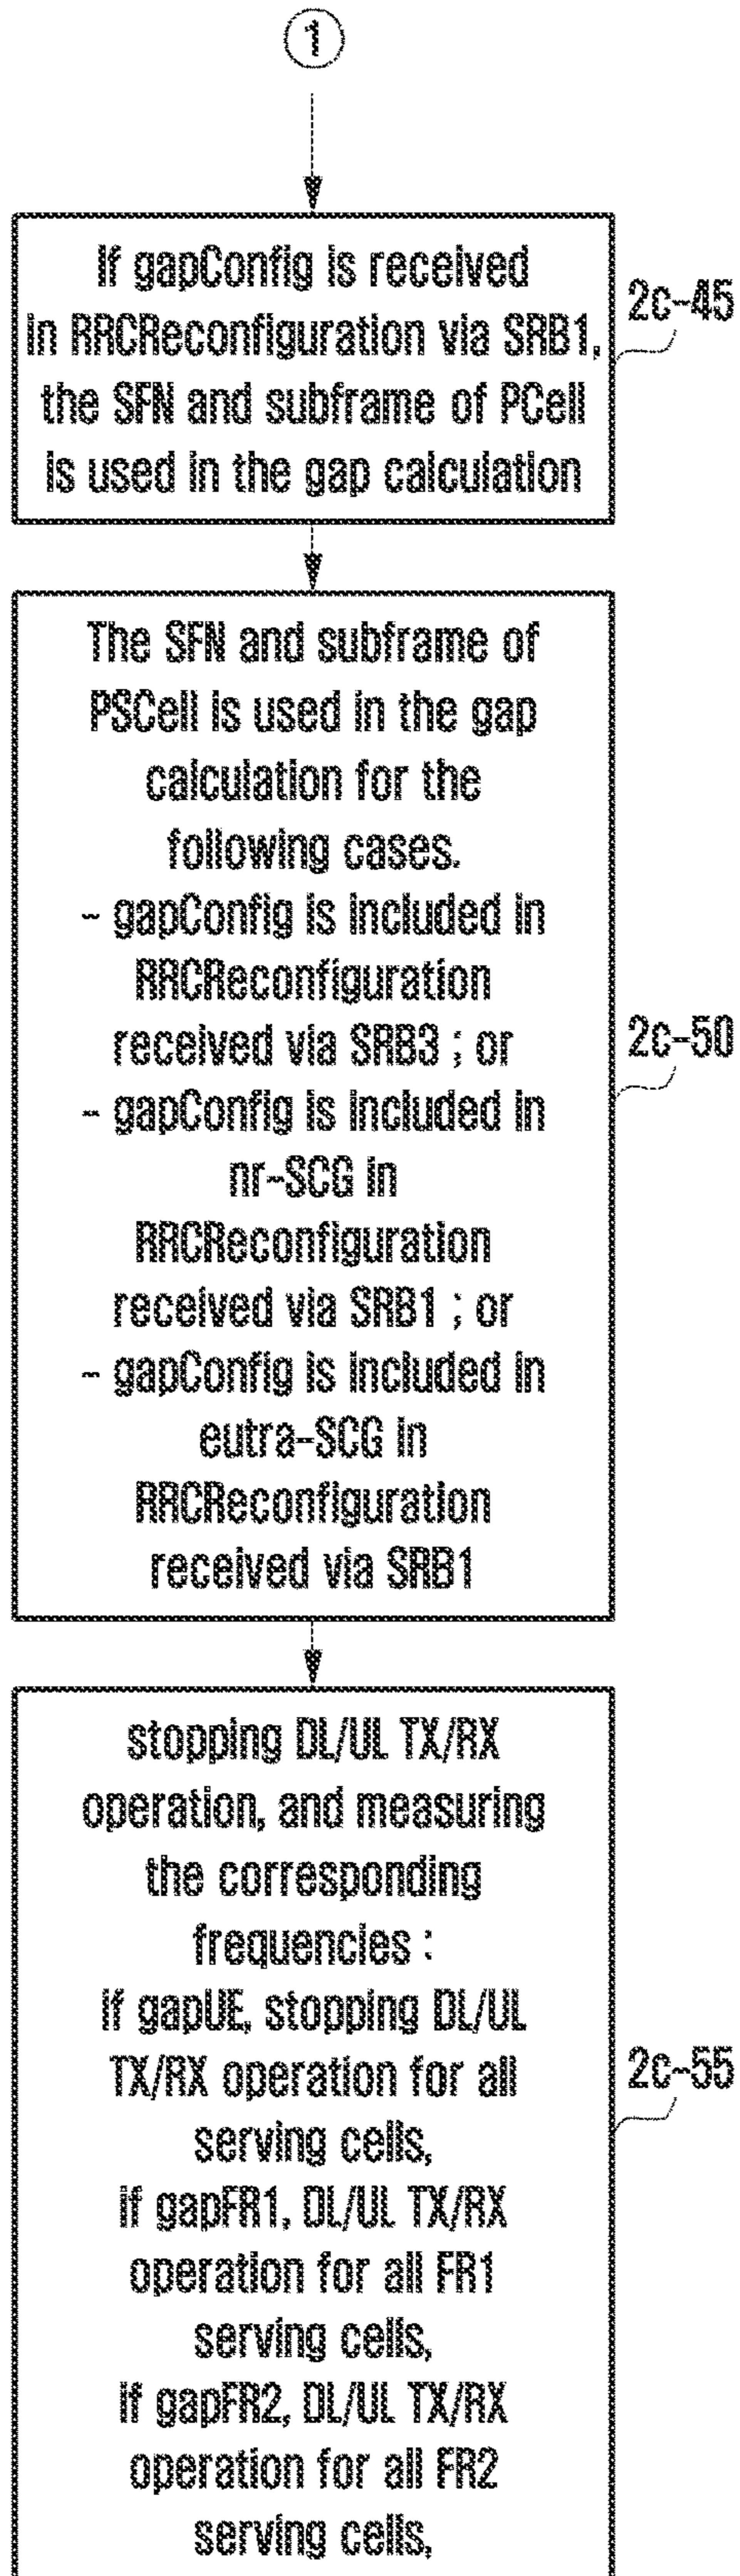 1
If gapConfig is received
in RRCReconfiguration via SRB1,
the SFN and subframe of PCell
is used in the gap calculation
2c-45
The SFN and subframe of
PSCell is used in the gap
calculation for the
following cases.
- gapConfig is included in
RRCReconfiguration
received via SRB3 ; or
- gapConfig is included in
nr-SCG in
RRCReconfiguration
received via SRB1 ; or
- gapConfig is included in
eutra-SCG in
RRCReconfiguration
received via SRB1
2c-50
stopping DL/UL TX/RX
operation, and measuring
the corresponding
frequencies :
if gapUE, stopping DL/UL
TX/RX operation for all
serving cells,
if gapFR1, DL/UL TX/RX
operation for all FR1
serving cells,
if gapFR2, DL/UL TX/RX
operation for all FR2
serving cells,
2c-55